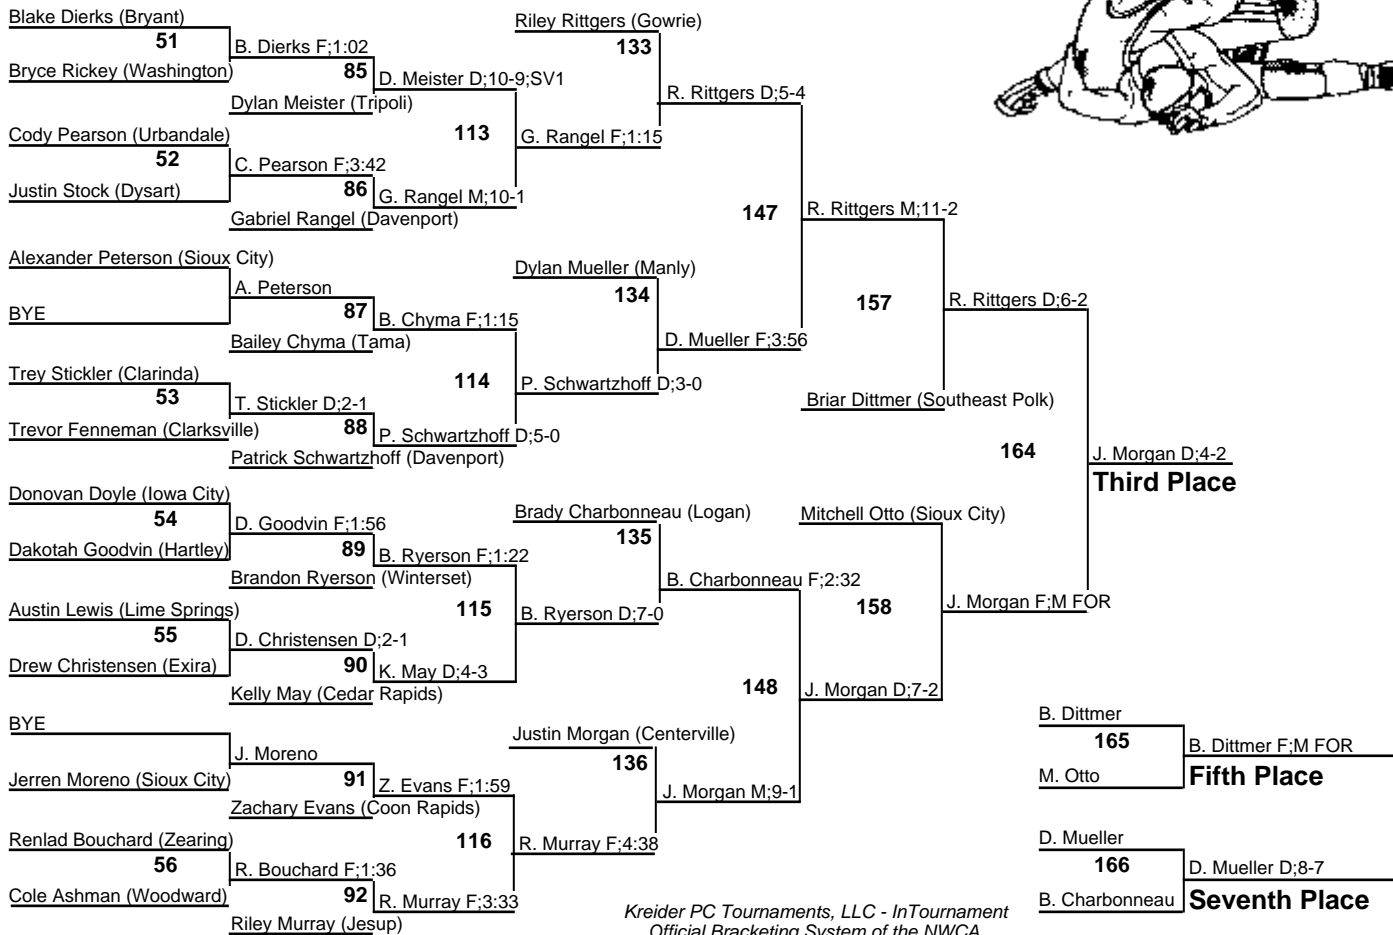 Blake Dierks (Bryant)
51
Bryce Rickey (Washington)
B. Dierks F;1:02
85
Dylan Meister (Tripoli)
D. Meister D;10-9;SV1
113
Cody Pearson (Urbandale)
52
Justin Stock (Dysart)
C. Pearson F;3:42
86
Gabriel Rangel (Davenport)
G. Rangel M;10-1
Riley Rittgers (Gowrie)
133
G. Rangel F;1:15
R. Rittgers D;5-4
147
Alexander Peterson (Sioux City)
BYE
A. Peterson
87
Bailey Chyma (Tama)
B. Chyma F;1:15
114
Trey Stickler (Clarinda)
53
Trevor Fenneman (Clarksville)
T. Stickler D;2-1
88
Patrick Schwartzhoff (Davenport)
P. Schwartzhoff D;5-0
Dylan Mueller (Manly)
134
P. Schwartzhoff D;3-0
D. Mueller F;3:56
R. Rittgers M;11-2
157
Briar Dittmer (Southeast Polk)
R. Rittgers D;6-2
164
Donovan Doyle (Iowa City)
54
Dakotah Goodvin (Hartley)
D. Goodvin F;1:56
89
Brandon Ryerson (Winterset)
B. Ryerson F;1:22
115
Austin Lewis (Lime Springs)
55
Drew Christensen (Exira)
D. Christensen D;2-1
90
Kelly May (Cedar Rapids)
K. May D;4-3
Brady Charbonneau (Logan)
135
B. Ryerson D;7-0
B. Charbonneau F;2:32
148
BYE
Jerren Moreno (Sioux City)
J. Moreno
91
Zachary Evans (Coon Rapids)
Z. Evans F;1:59
116
Renlad Bouchard (Zearing)
56
Cole Ashman (Woodward)
R. Bouchard F;1:36
92
Riley Murray (Jesup)
R. Murray F;3:33
Justin Morgan (Centerville)
136
R. Murray F;4:38
J. Morgan M;9-1
Mitchell Otto (Sioux City)
158
J. Morgan D;7-2
J. Morgan F;M FOR
J. Morgan D;4-2
Third Place
B. Dittmer
165
M. Otto
B. Dittmer F;M FOR
Fifth Place
D. Mueller
166
B. Charbonneau
D. Mueller D;8-7
Seventh Place
Kreider PC Tournaments, LLC - InTournament
Official Bracketing System of the NWCA